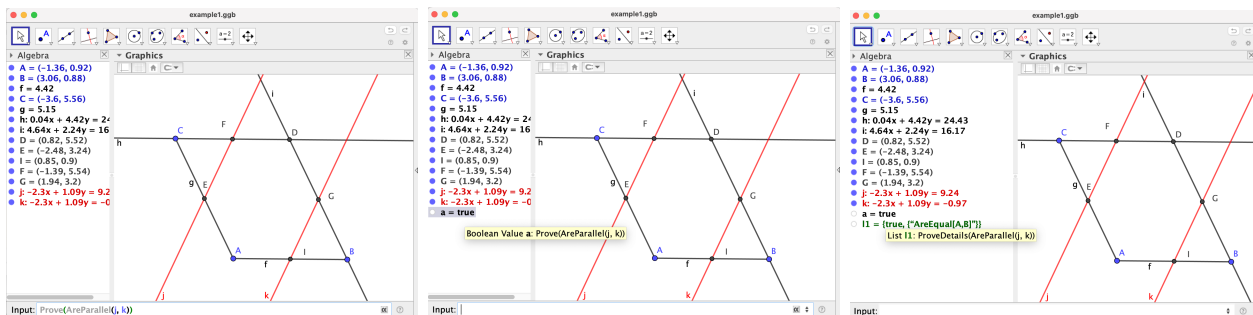 example1.ggb
A
a=2
Algebra
Graphics
A = (−1.36, 0.92)
B = (3.06, 0.88)
f = 4.42
C = (−3.6, 5.56)
g = 5.15
h: 0.04x + 4.42y = 24
i: 4.64x + 2.24y = 16
D = (0.82, 5.52)
E = (−2.48, 3.24)
I = (0.85, 0.9)
F = (−1.39, 5.54)
G = (1.94, 3.2)
j: −2.3x + 1.09y = 9.2
k: −2.3x + 1.09y = −0
i
C
F
D
h
g
E
G
A
I
B
f
j
k
Input: Prove(AreParallel(j, k))
α
example1.ggb
A
a=2
Algebra
Graphics
A = (−1.36, 0.92)
B = (3.06, 0.88)
f = 4.42
C = (−3.6, 5.56)
g = 5.15
h: 0.04x + 4.42y = 24
i: 4.64x + 2.24y = 16
D = (0.82, 5.52)
E = (−2.48, 3.24)
I = (0.85, 0.9)
F = (−1.39, 5.54)
G = (1.94, 3.2)
j: −2.3x + 1.09y = 9.2
k: −2.3x + 1.09y = −0
a = true
Boolean Value a: Prove(AreParallel(j, k))
i
C
F
D
h
g
E
G
A
I
B
f
j
k
Input:
α
example1.ggb
A
a=2
Algebra
Graphics
A = (−1.36, 0.92)
B = (3.06, 0.88)
f = 4.42
C = (−3.6, 5.56)
g = 5.15
h: 0.04x + 4.42y = 24.43
i: 4.64x + 2.24y = 16.17
D = (0.82, 5.52)
E = (−2.48, 3.24)
I = (0.85, 0.9)
F = (−1.39, 5.54)
G = (1.94, 3.2)
j: −2.3x + 1.09y = 9.24
k: −2.3x + 1.09y = −0.97
a = true
l1 = {true, {"AreEqual[A,B]"}}
List l1: ProveDetails(AreParallel(j, k))
i
C
F
D
h
g
E
G
A
I
B
f
j
k
Input: